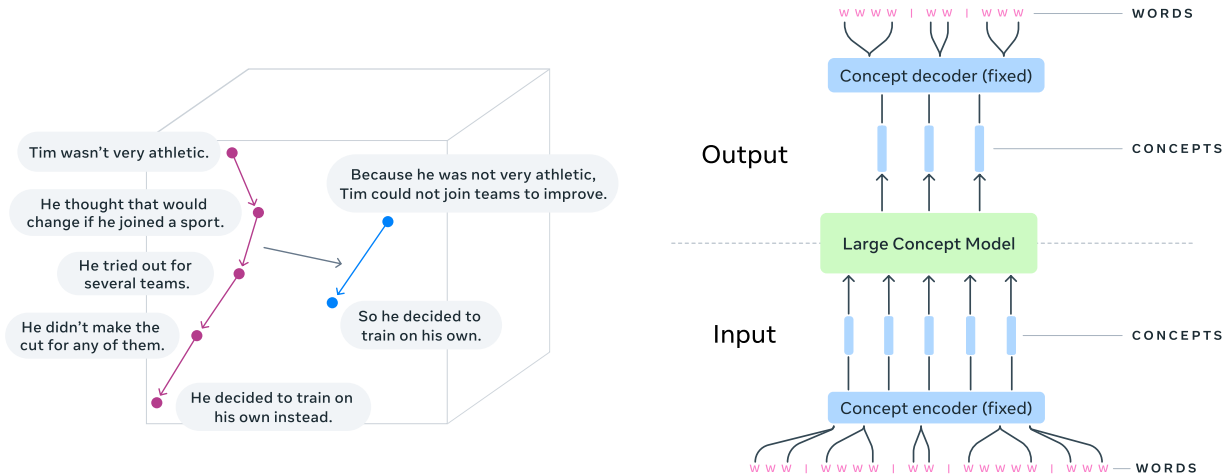 Tim wasn’t very athletic.
He thought that would
change if he joined a sport.
He tried out for
several teams.
He didn’t make the
cut for any of them.
He decided to train on
his own instead.
Because he was not very athletic,
Tim could not join teams to improve.
So he decided to
train on his own.
W W W W | W W | W W W
WORDS
Concept decoder (fixed)
Output
CONCEPTS
Large Concept Model
Input
CONCEPTS
Concept encoder (fixed)
W W W | W W W W | W W | W W W W W | W W W
WORDS